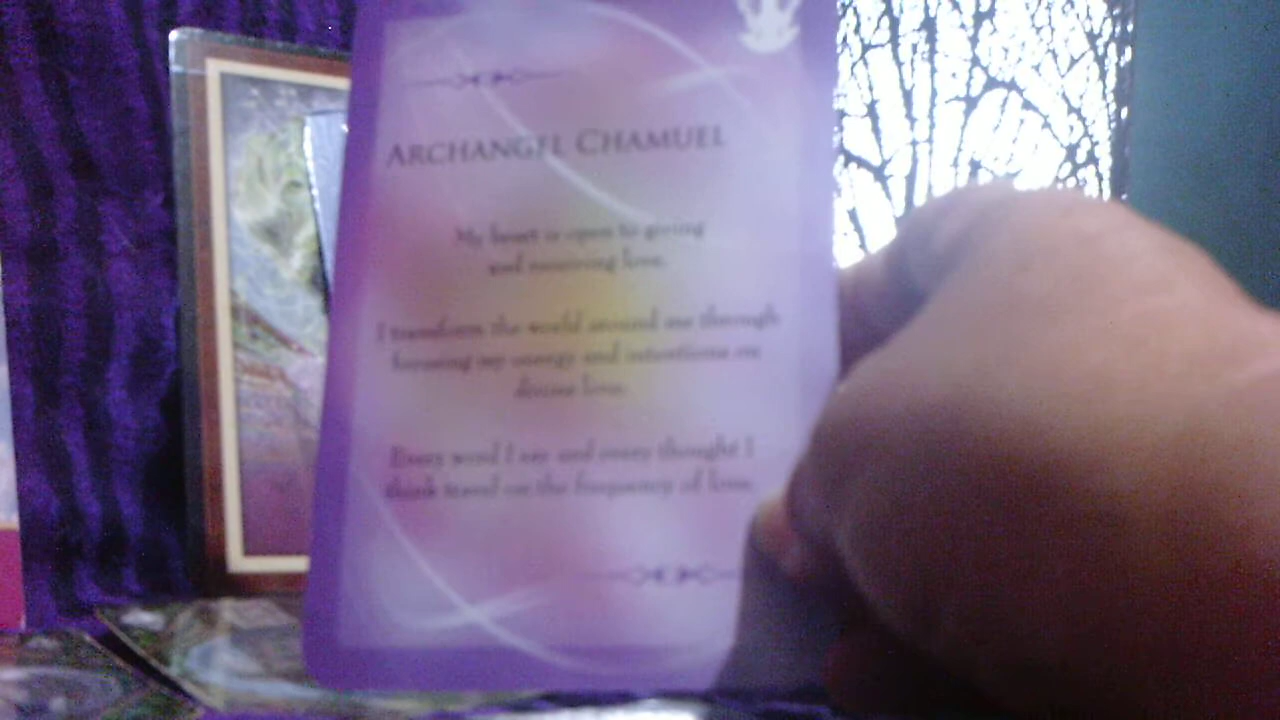 ARCHANGEL CHAMUEL
My heart is open to giving
and receiving love.
I transform the world around me through
focusing my energy and intentions on
divine love.
Every word I say and every thought I
think travel on the frequency of love.